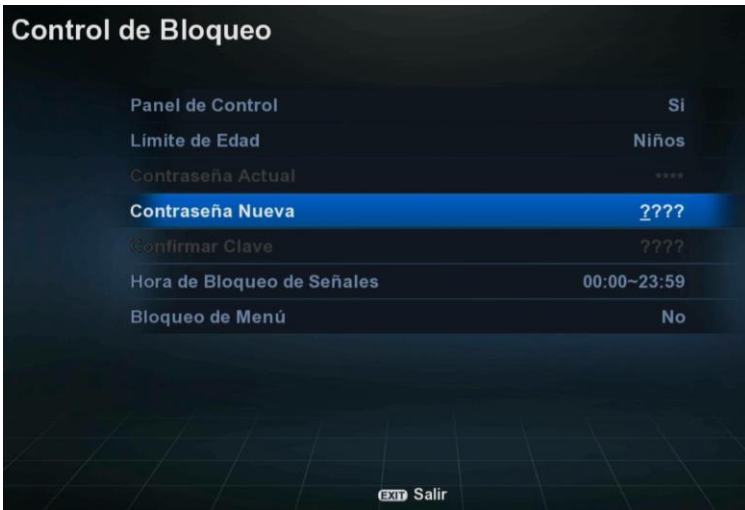 Control de Bloqueo
Panel de Control Si
Límite de Edad Niños
Contraseña Actual ****
Contraseña Nueva ????
Confirmar Clave ????
Hora de Bloqueo de Señales 00:00~23:59
Bloqueo de Menú No
EXIT Salir